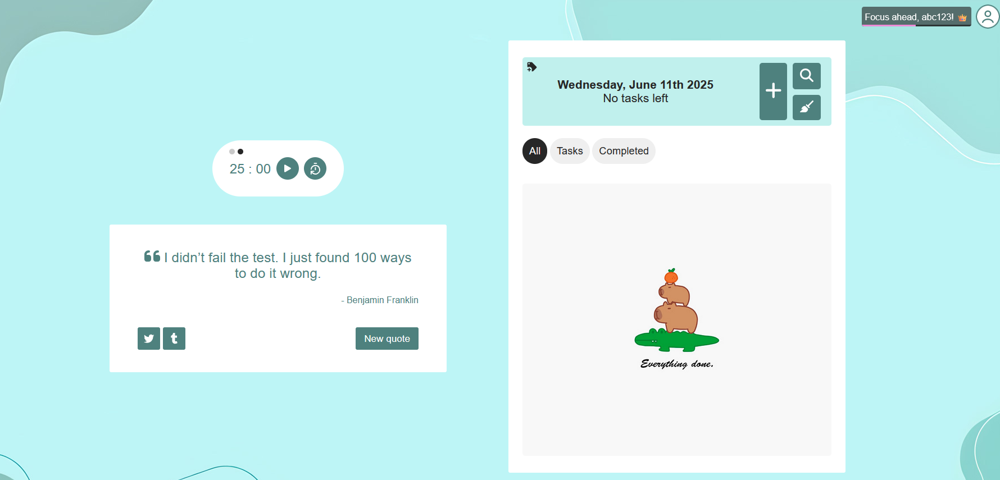 Focus ahead, abc123!
Wednesday, June 11th 2025
No tasks left
All Tasks Completed
25 : 00
I didn’t fail the test. I just found 100 ways
to do it wrong.
- Benjamin Franklin
New quote
Everything done.